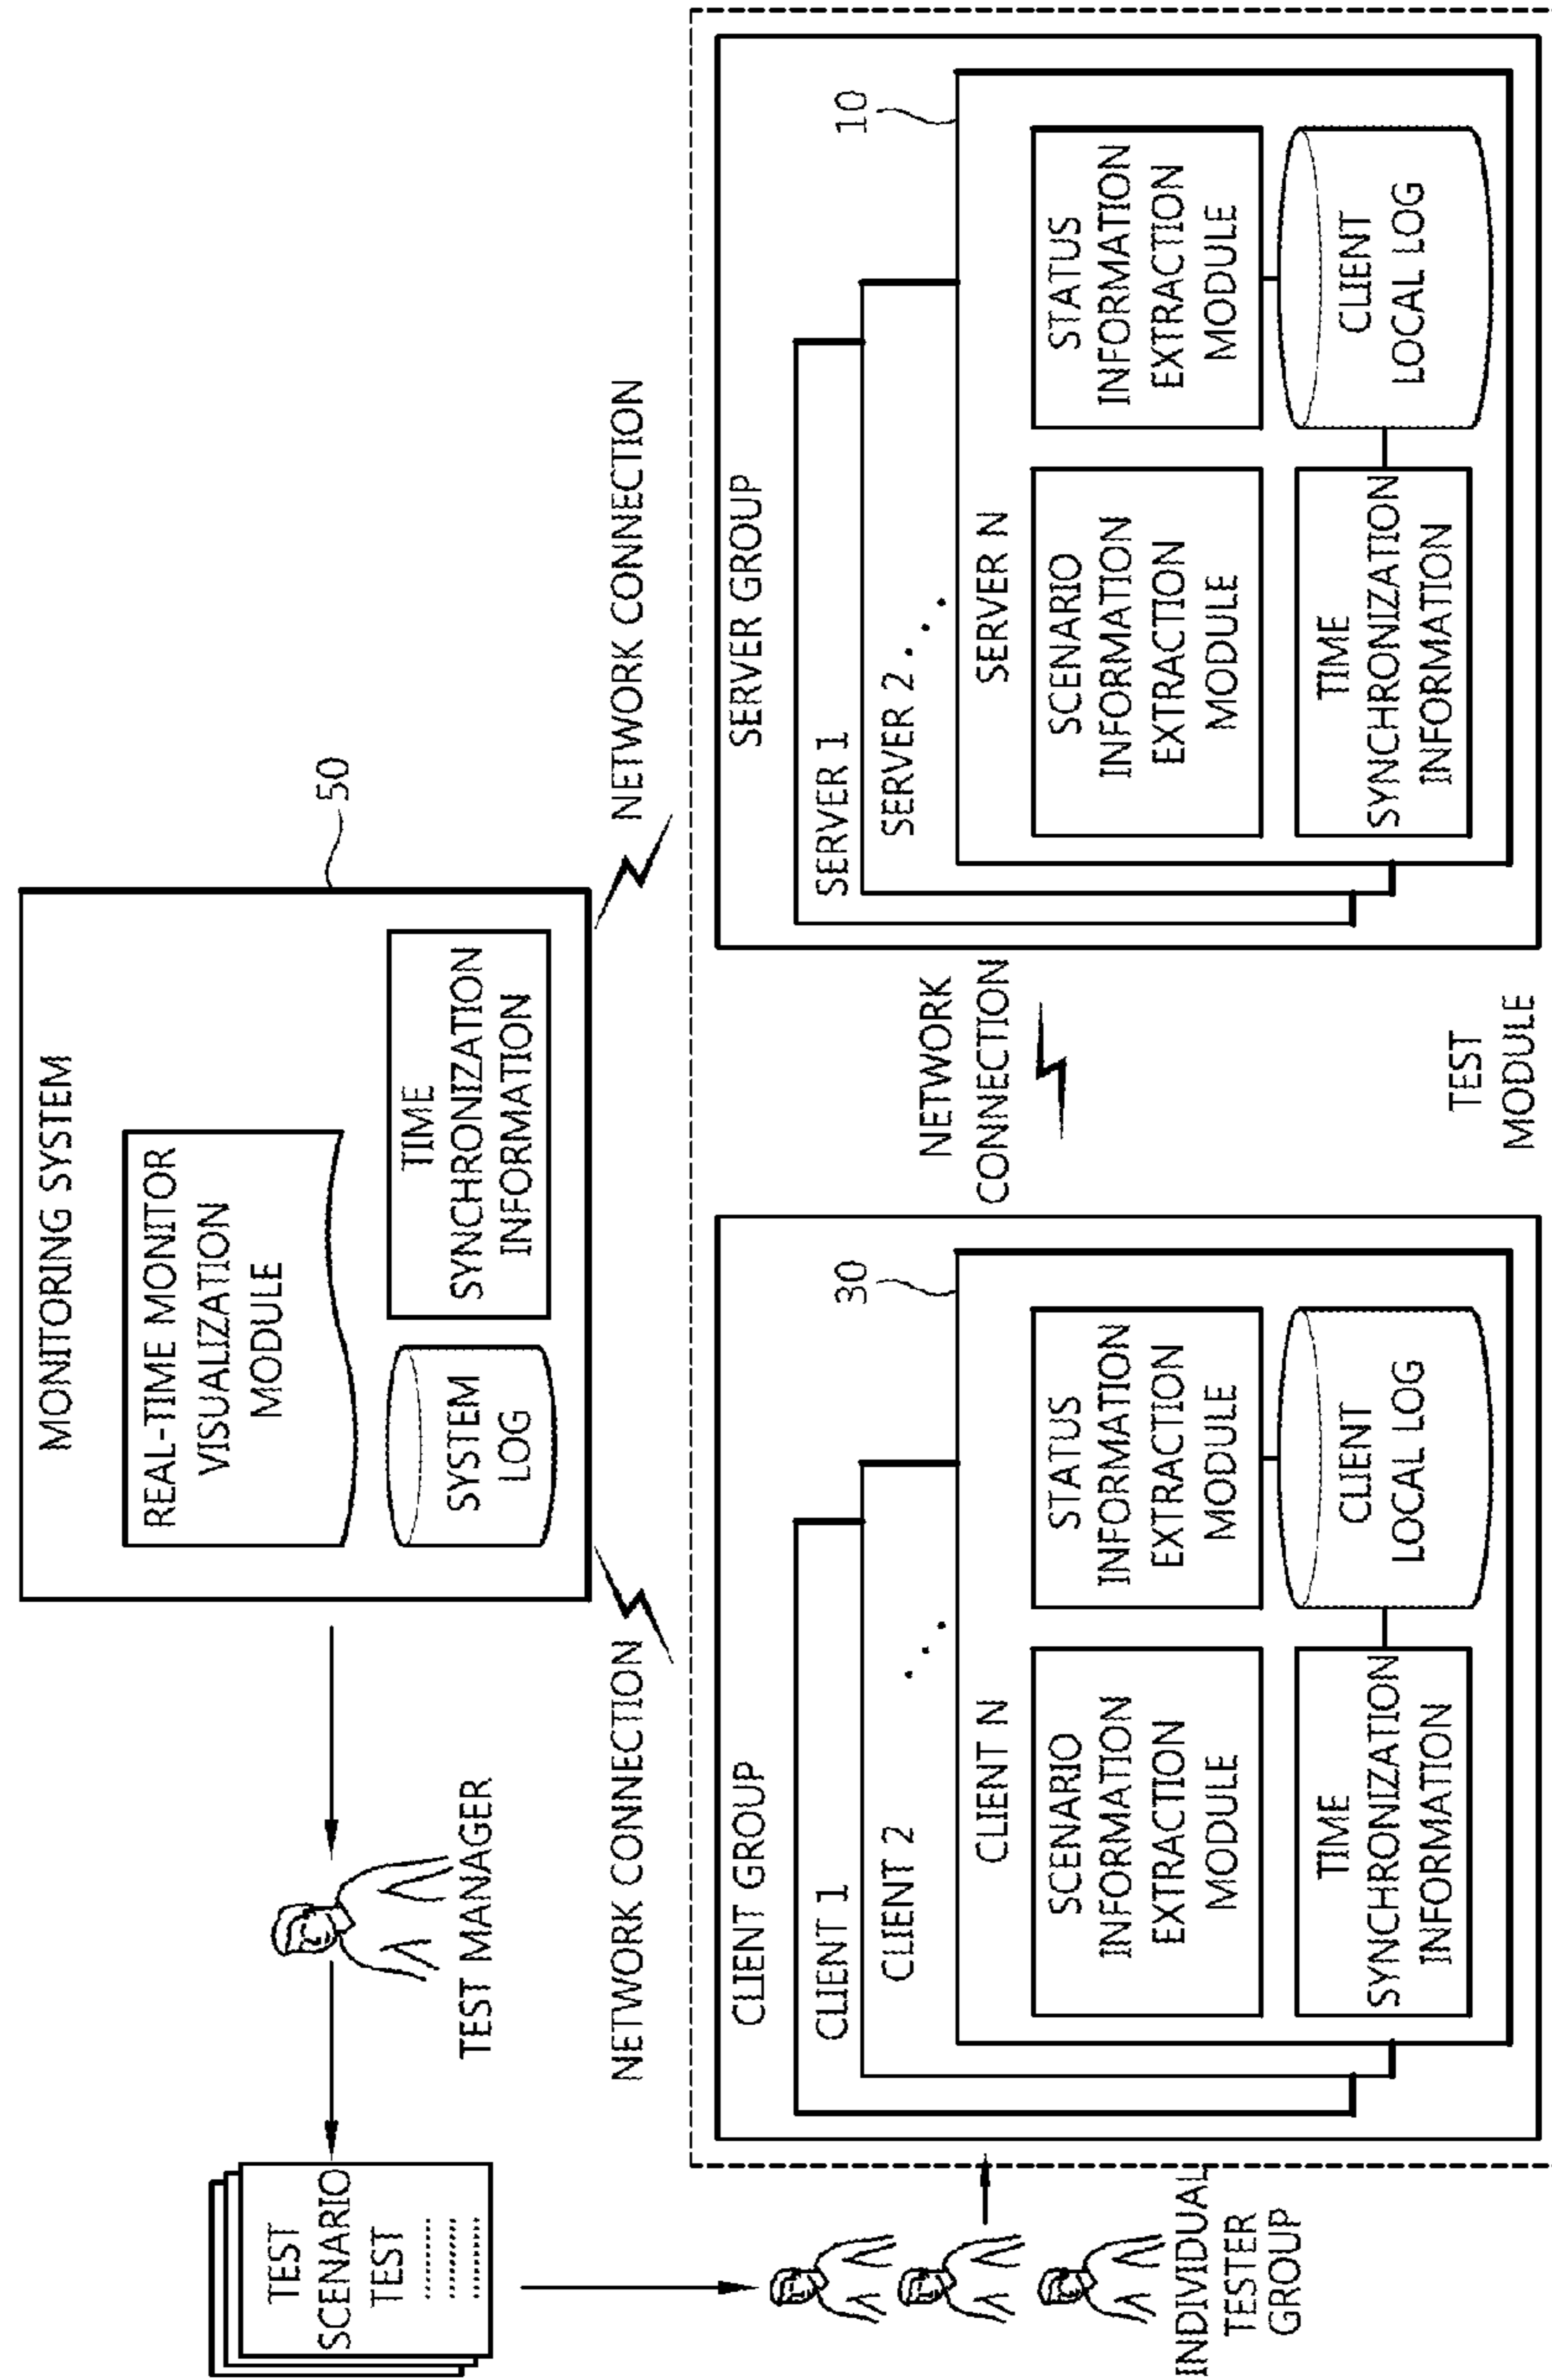 MONITORING SYSTEM
REAL-TIME MONITOR
VISUALIZATION
MODULE
SYSTEM
LOG
TIME
SYNCHRONIZATION
INFORMATION
50
TEST
SCENARIO
TEST
TEST MANAGER
NETWORK CONNECTION
NETWORK CONNECTION
INDIVIDUAL
TESTER
GROUP
CLIENT GROUP
CLIENT 1
CLIENT 2
CLIENT N
30
SCENARIO
INFORMATION
EXTRACTION
MODULE
STATUS
INFORMATION
EXTRACTION
MODULE
TIME
SYNCHRONIZATION
INFORMATION
CLIENT
LOCAL LOG
NETWORK
CONNECTION
SERVER GROUP
SERVER 1
SERVER 2
SERVER N
10
SCENARIO
INFORMATION
EXTRACTION
MODULE
STATUS
INFORMATION
EXTRACTION
MODULE
TIME
SYNCHRONIZATION
INFORMATION
CLIENT
LOCAL LOG
TEST
MODULE